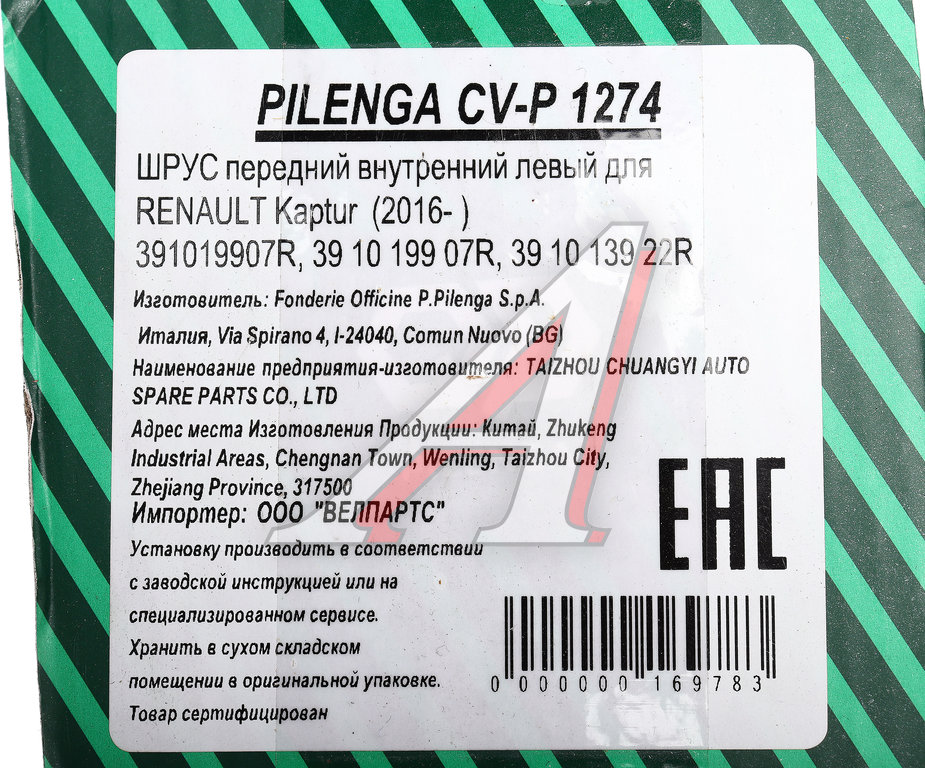 PILENGA CV-P 1274
ШРУС передний внутренний левый для
RENAULT Kaptur (2016- )
391019907R, 39 10 199 07R, 39 10 139 22R
Изготовитель: Fonderie Officine P.Pilenga S.p.A.
Италия, Via Spirano 4, I-24040, Comun Nuovo (BG)
Наименование предприятия-изготовителя: TAIZHOU CHUANGYI AUTO
SPARE PARTS CO., LTD
Адрес места Изготовления Продукции: Китай, Zhukeng
Industrial Areas, Chengnan Town, Wenling, Taizhou City,
Zhejiang Province, 317500
Импортер: ООО "ВЕЛПАРТС"
Установку производить в соответствии
с заводской инструкцией или на
специализированном сервисе.
Хранить в сухом складском
помещении в оригинальной упаковке.
Товар сертифицирован
EAC
0 000000 169783